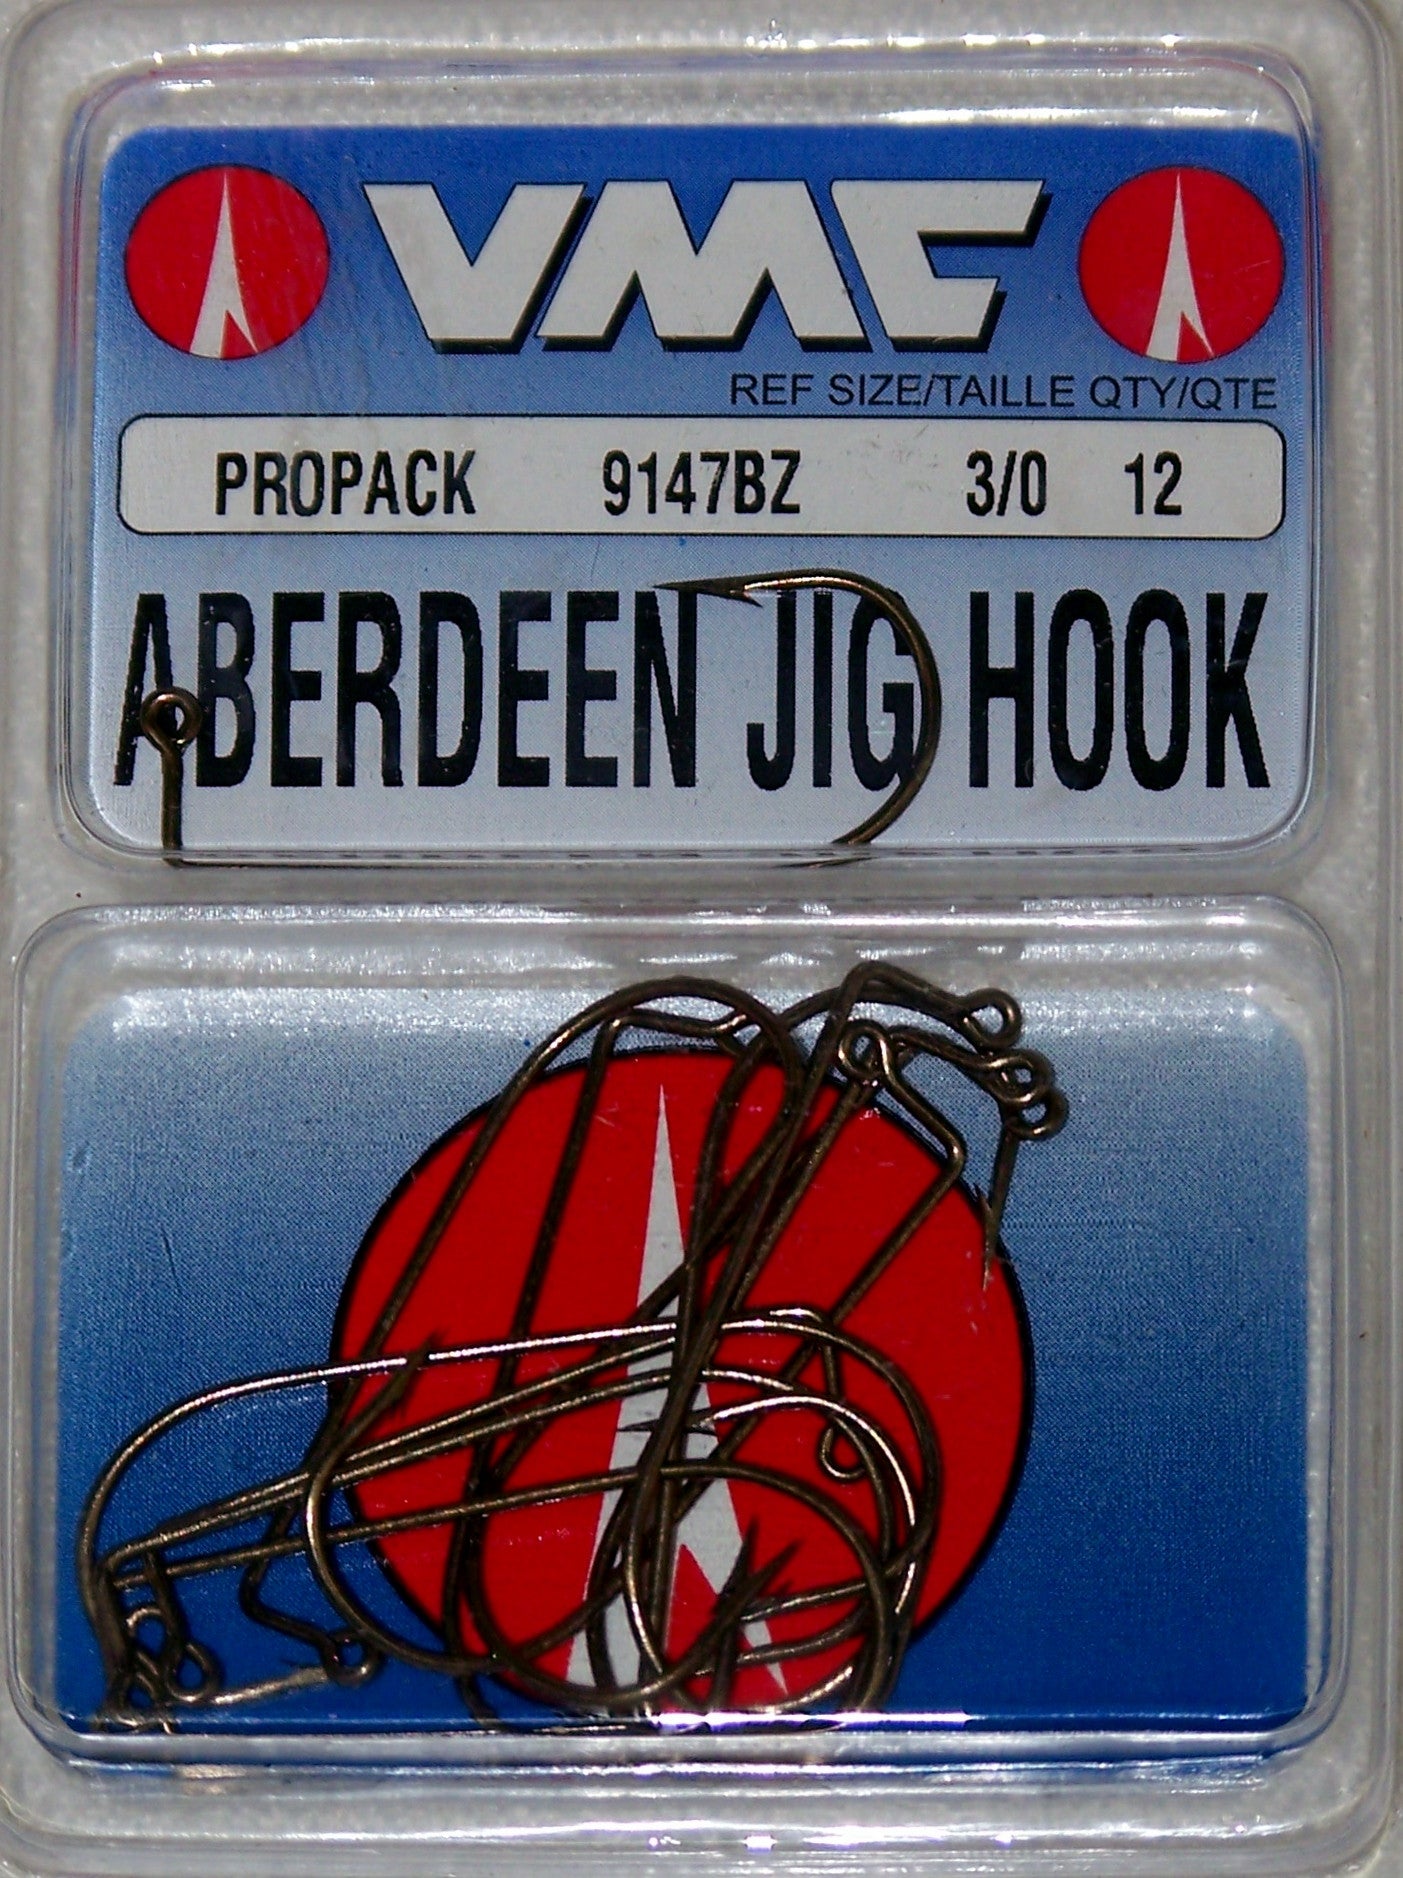 VMC
REF SIZE/TAILLE QTY/QTE
PROPACK 9147BZ 3/0 12
ABERDEEN JIG HOOK